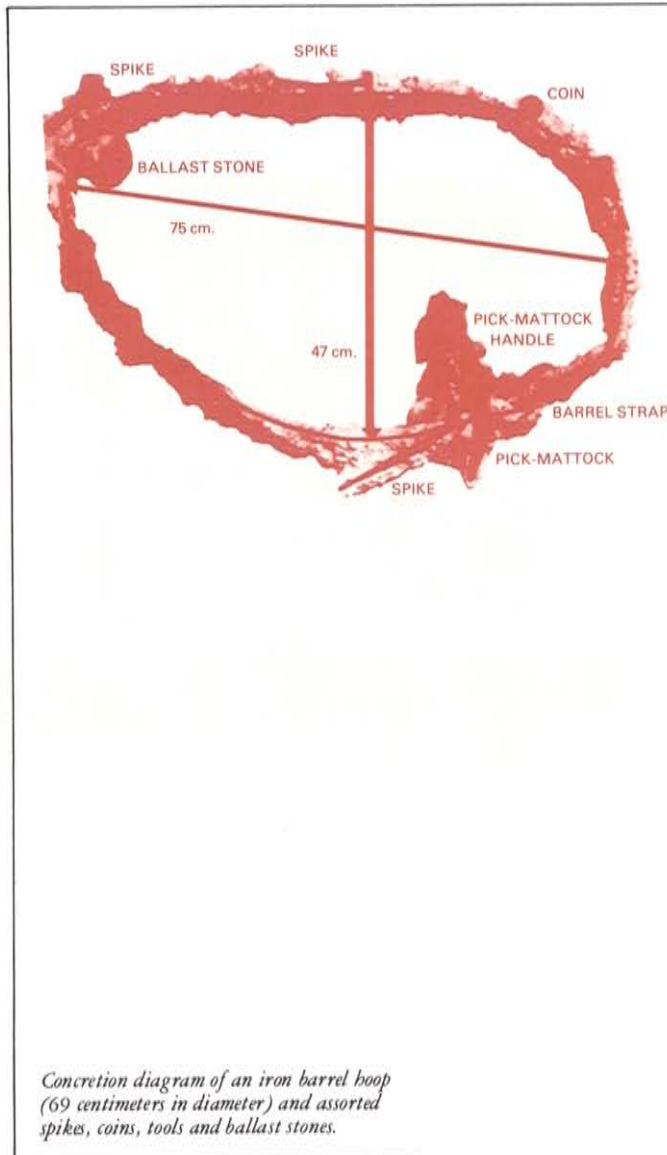 SPIKE
SPIKE
COIN
BALLAST STONE
75 cm.
PICK-MATTOCK
HANDLE
47 cm.
BARREL STRAP
PICK-MATTOCK
SPIKE
Concretion diagram of an iron barrel hoop
(69 centimeters in diameter) and assorted
spikes, coins, tools and ballast stones.